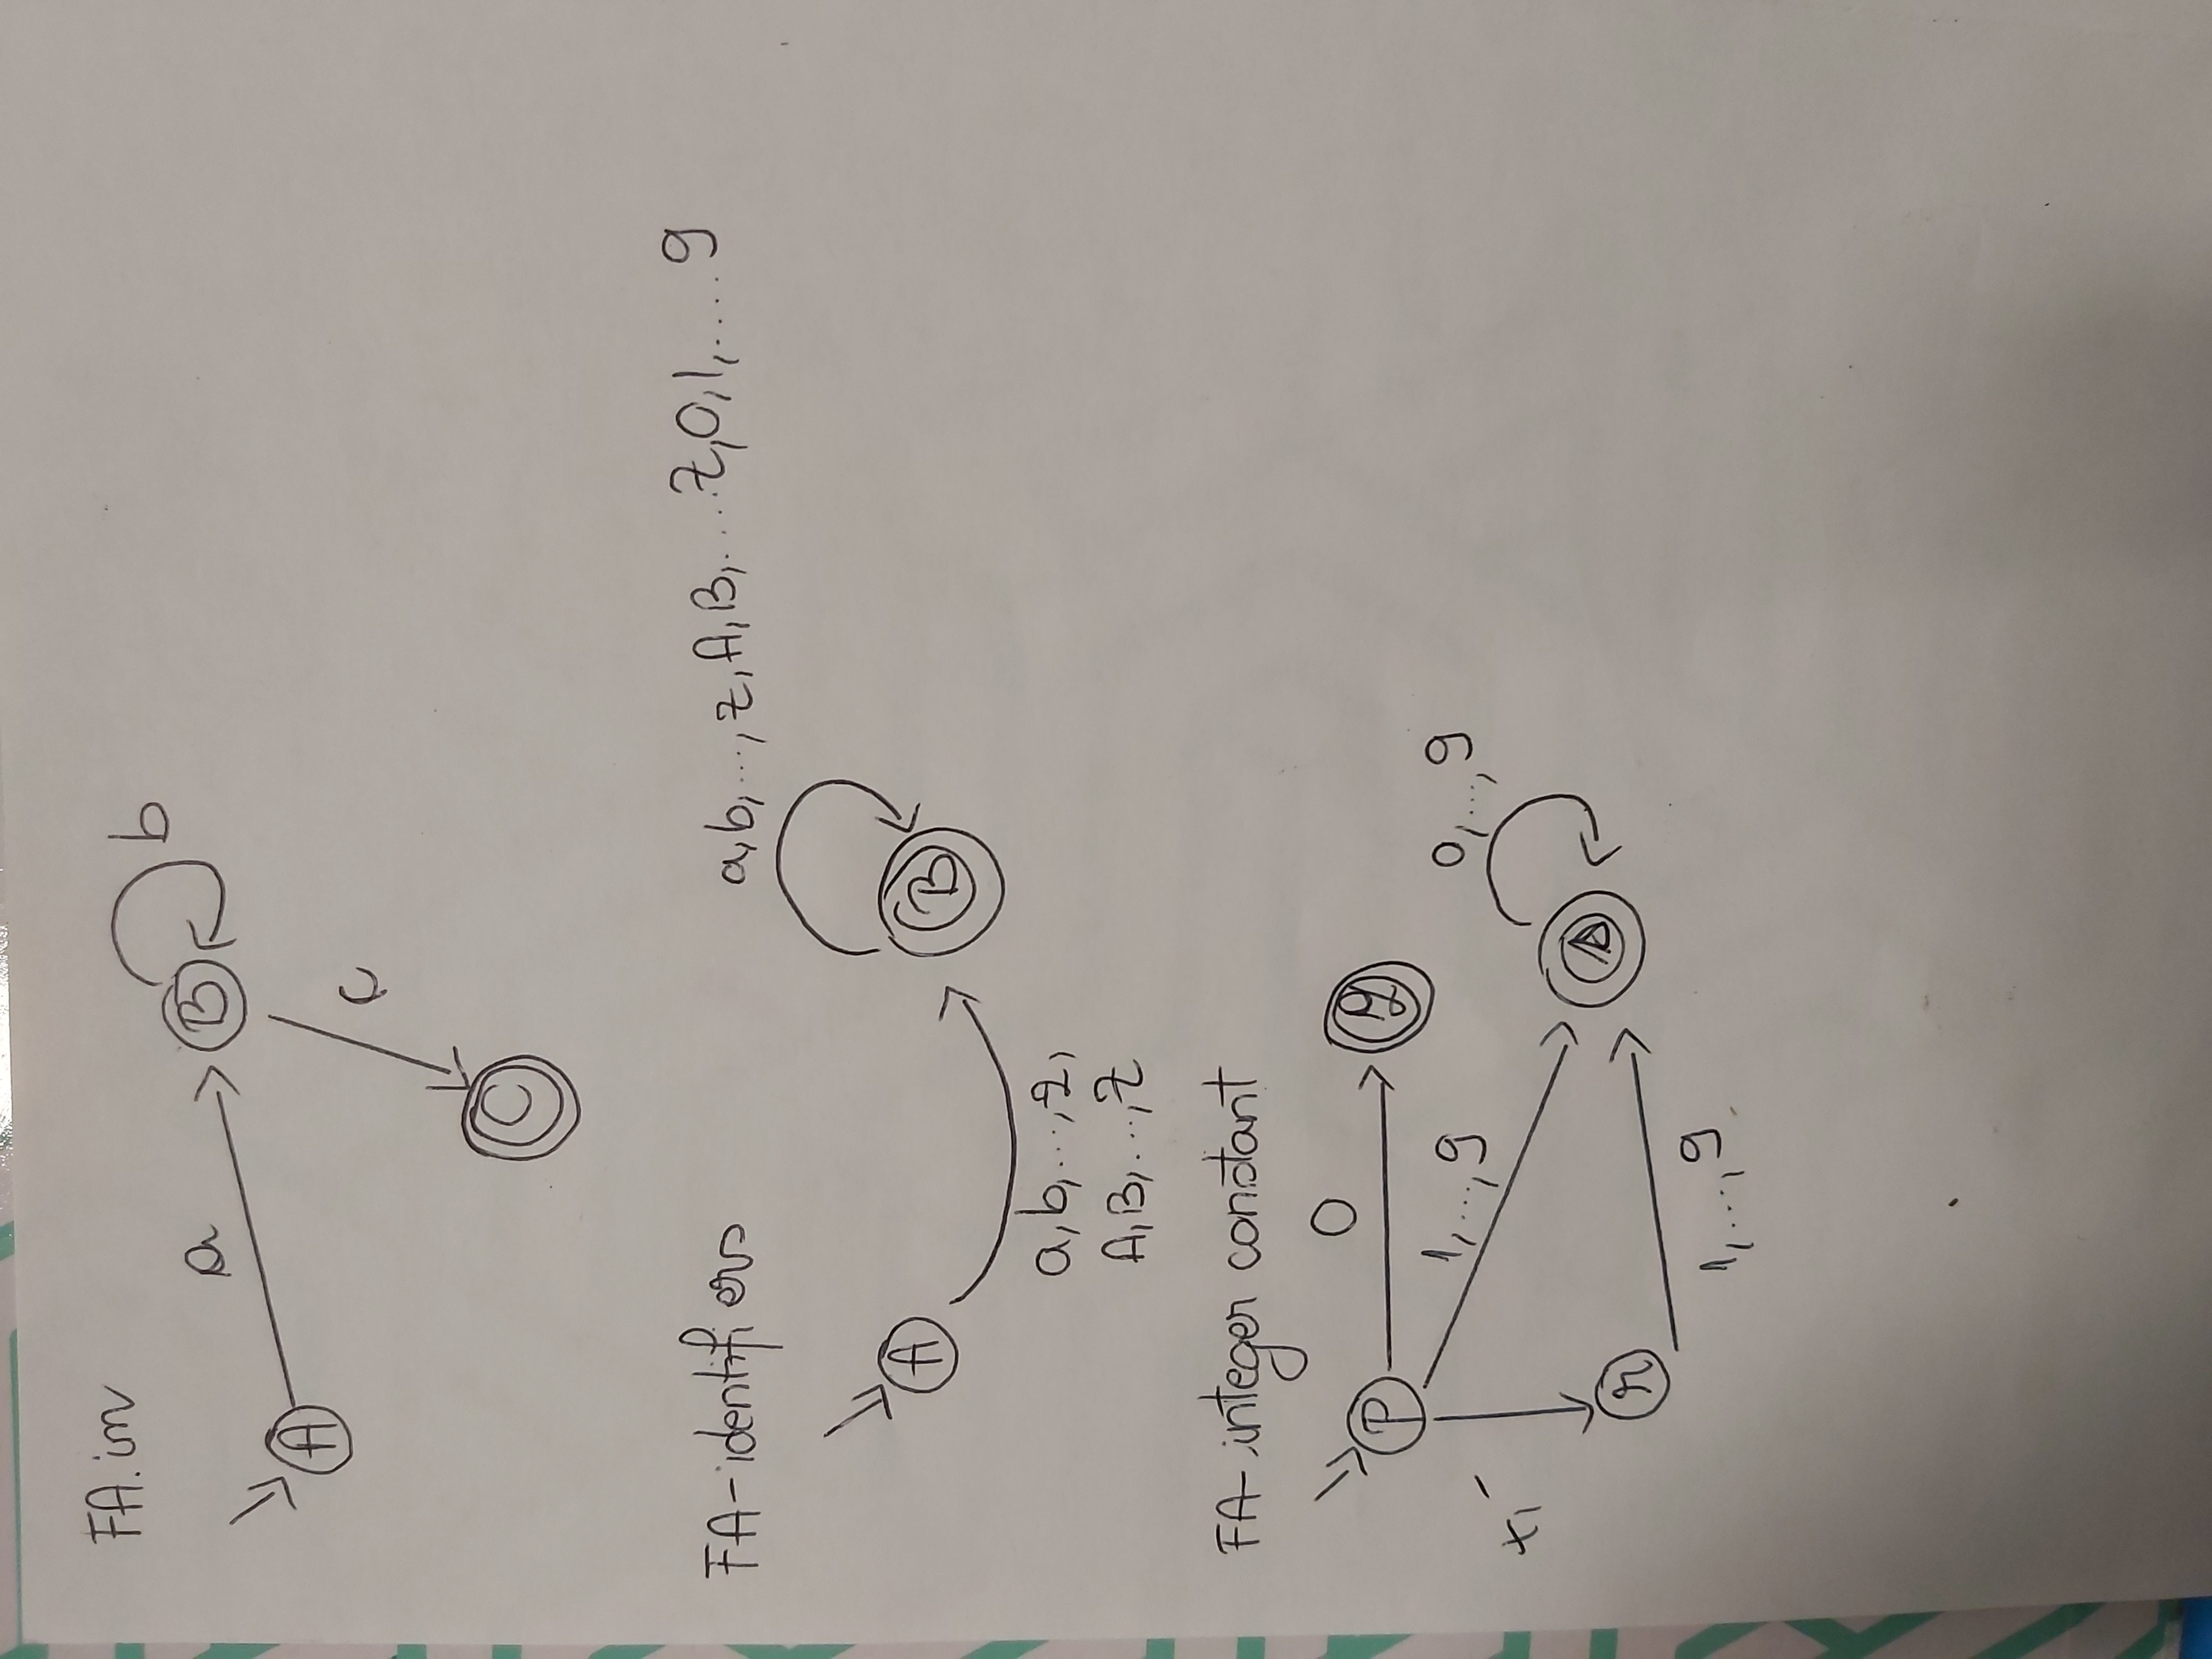 FA.in
a
b
B
A
c
C
FA-identifiers
a,b,...,z,A,B,....Z,0,1,....9
A
B
a,b,...,z,
A,B,...,Z
FA-integer constant
0
P
q
1,...,9
0,...,9
+,-
r
1,...,9